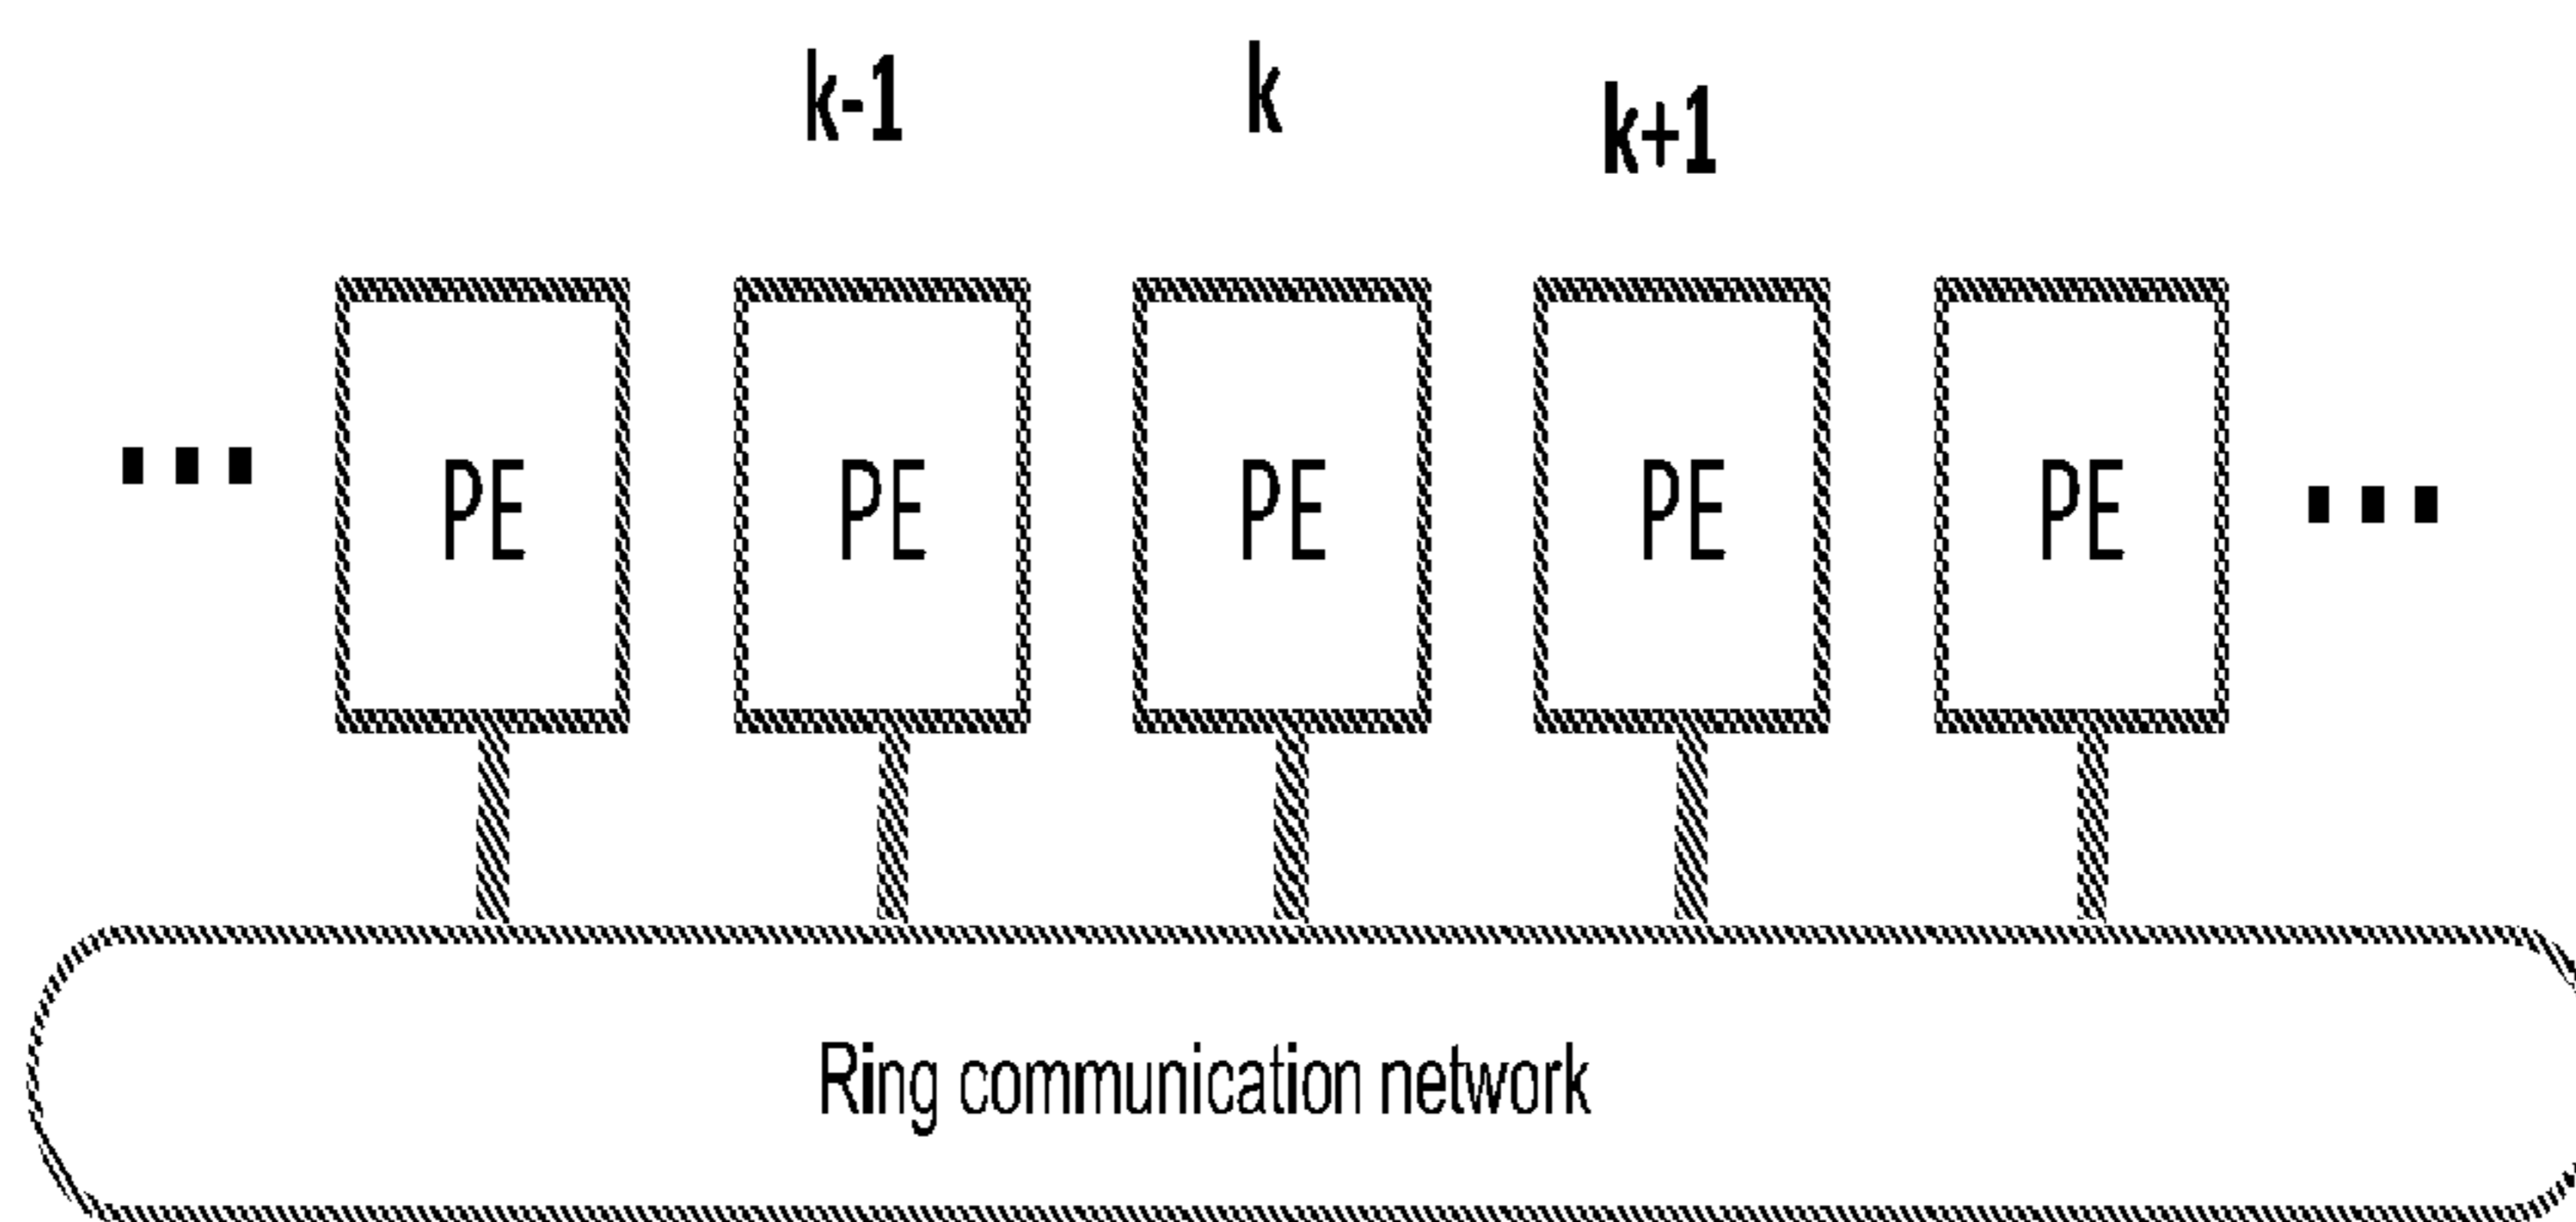 k-1 k k+1
... PE PE PE PE PE ...
Ring communication network